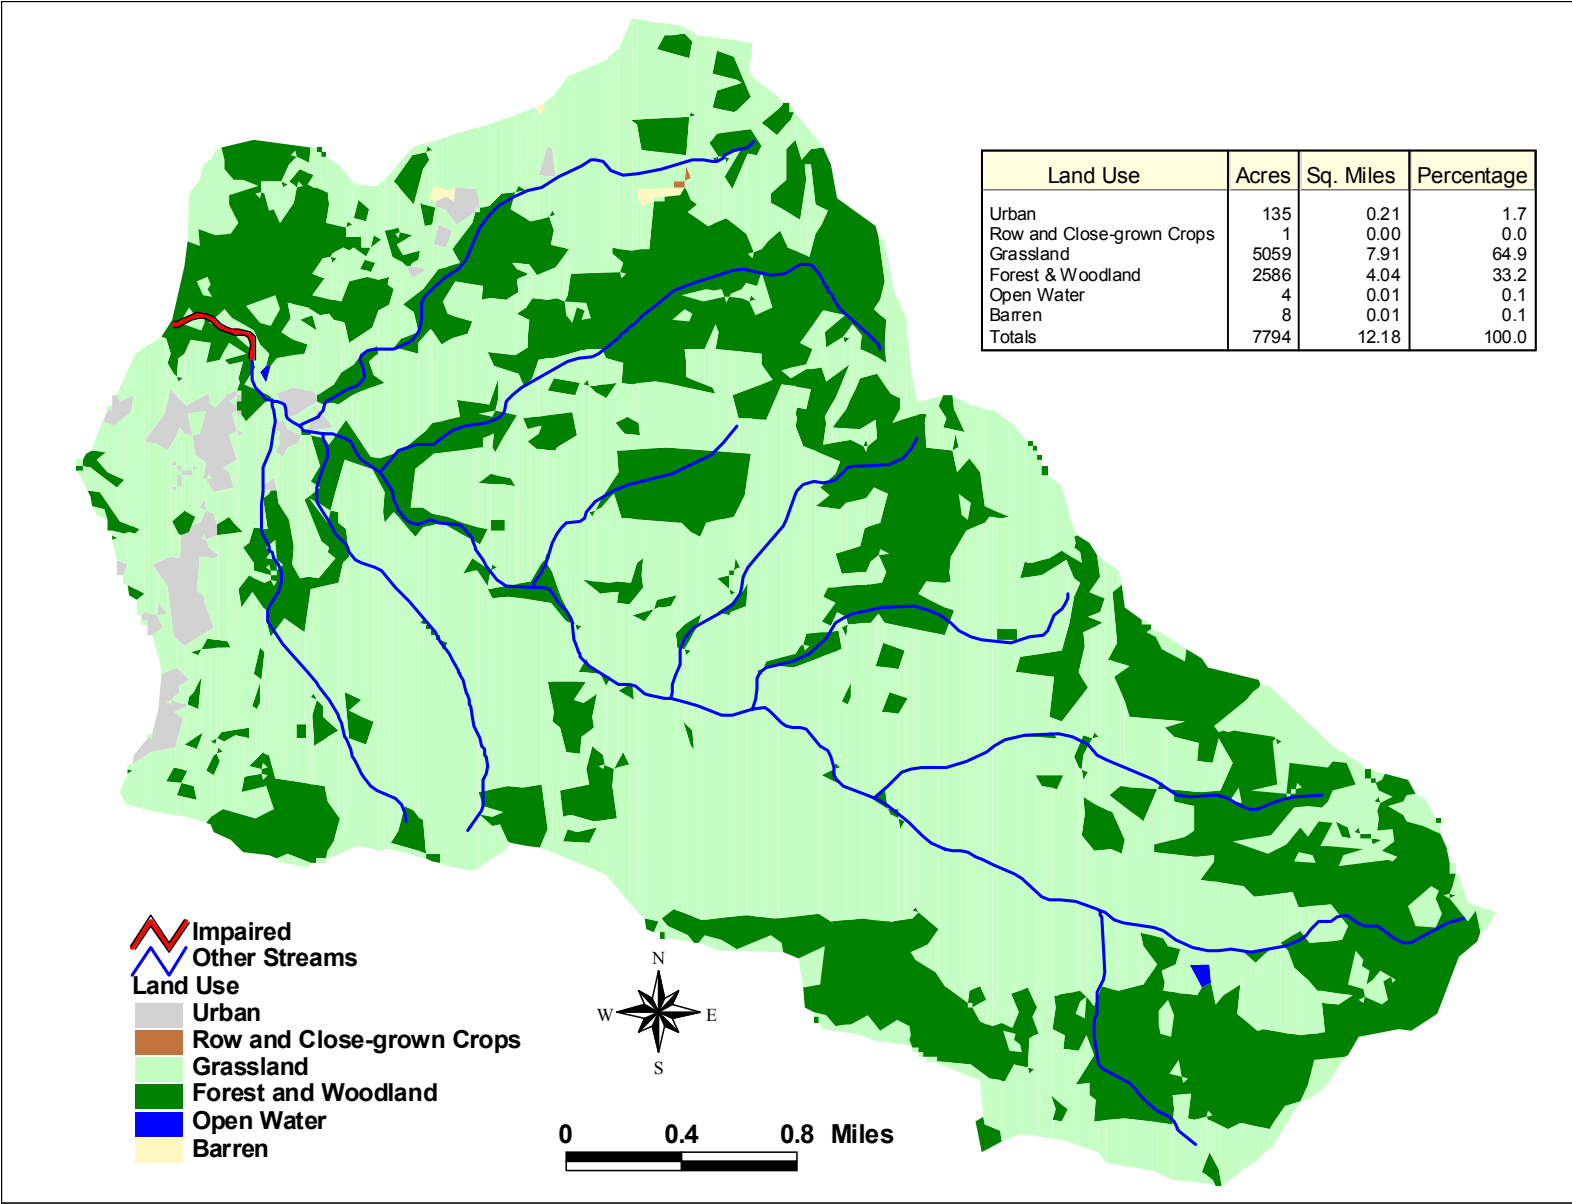 Land Use Acres Sq. Miles Percentage
Urban 135 0.21 1.7
Row and Close-grown Crops 1 0.00 0.0
Grassland 5059 7.91 64.9
Forest & Woodland 2586 4.04 33.2
Open Water 4 0.01 0.1
Barren 8 0.01 0.1
Totals 7794 12.18 100.0
Impaired
Other Streams
Land Use
Urban
Row and Close-grown Crops
Grassland
Forest and Woodland
Open Water
Barren
N
W E
S
0 0.4 0.8 Miles